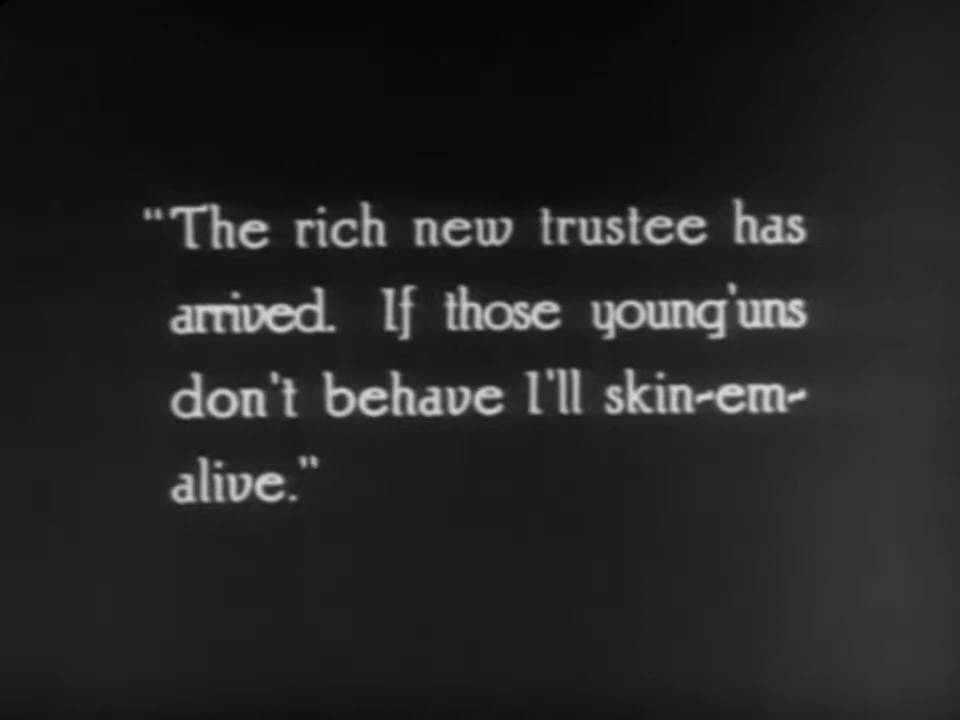 "The rich new trustee has
arrived. If those young'uns
don't behave I'll skin-em-
alive."